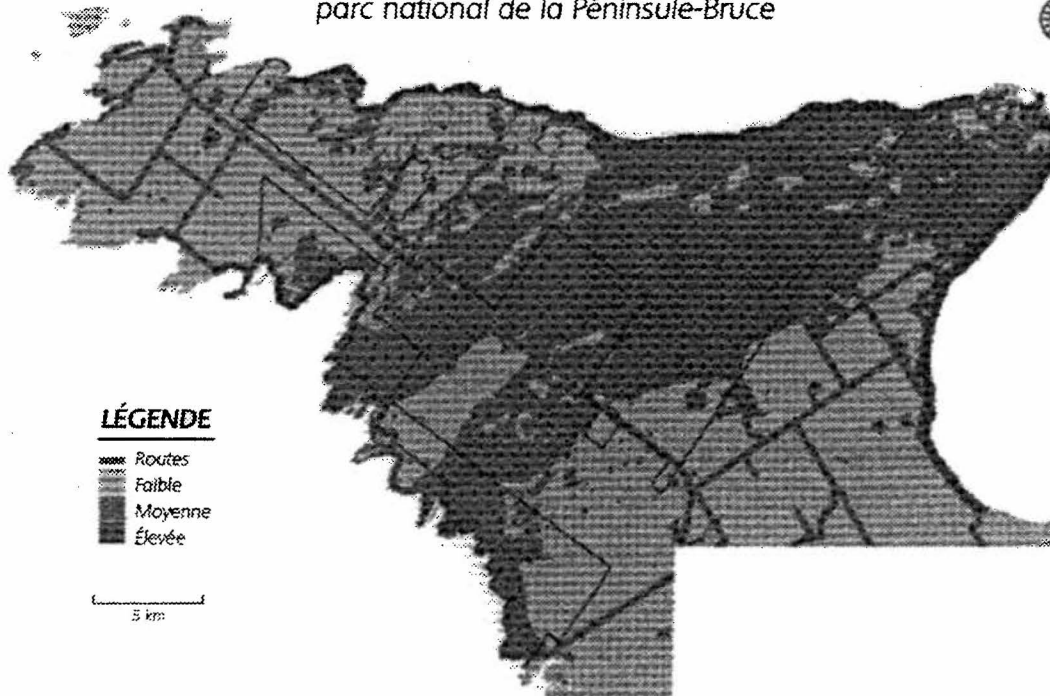 parc national de la Péninsule-Bruce
LÉGENDE
Routes
Faible
Moyenne
Élevée
5 km